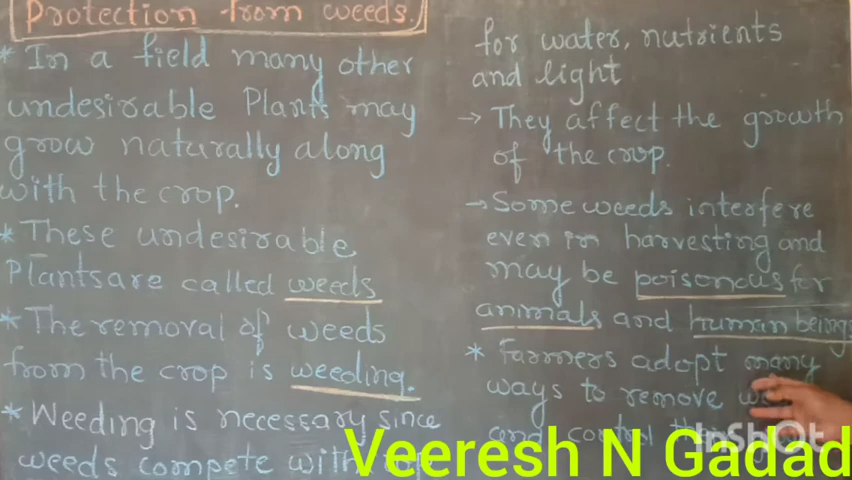 Protection from weeds.
* In a field many other
undesirable Plants may
grow naturally along
with the crop.
* These undesirable
Plants are called weeds
* The removal of weeds
from the crop is weeding.
* Weeding is necessary since
weeds compete with
for water, nutrients
and light
→ They affect the growth
of the crop.
→ Some weeds interfere
even in harvesting and
may be poisonous for
animals and human beings
* Farmers adopt many
ways to remove
and control
InShOt
Veeresh N Gadad